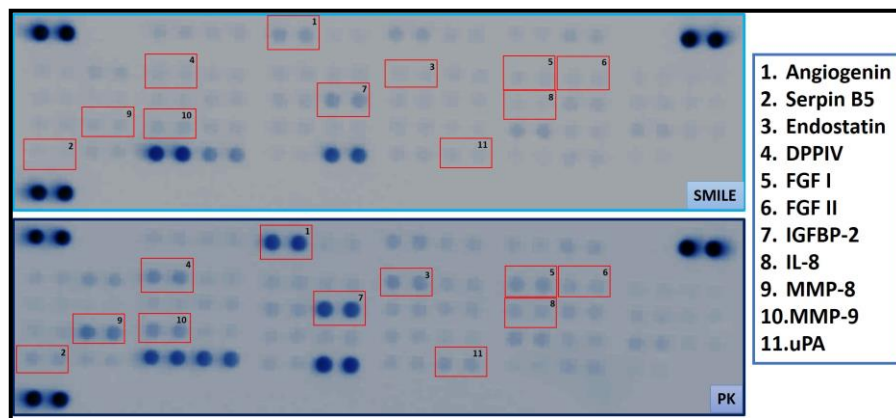 1
4
3
5
6
7
8
9
10
2
11
SMILE
1
4
3
5
6
7
8
9
10
2
11
PK
1. Angiogenin
2. Serpin B5
3. Endostatin
4. DPPIV
5. FGF I
6. FGF II
7. IGFBP-2
8. IL-8
9. MMP-8
10.MMP-9
11.uPA